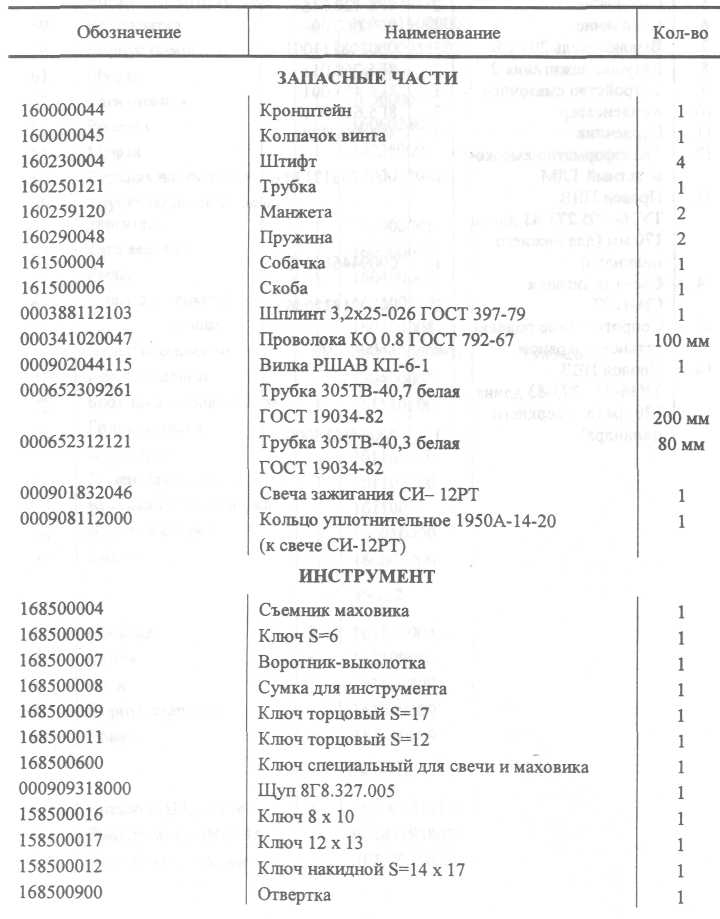 Обозначение Наименование Кол-во
ЗАПАСНЫЕ ЧАСТИ
160000044 Кронштейн 1
160000045 Колпачок винта 1
160230004 Штифт 4
160250121 Трубка 1
160259120 Манжета 2
160290048 Пружина 2
161500004 Собачка 1
161500006 Скоба 1
000388112103 Шплинт 3,2х25-026 ГОСТ 397-79 1
000341020047 Проволока КО 0.8 ГОСТ 792-67 100 мм
000902044115 Вилка РШАВ КП-6-1 1
000652309261 Трубка 305ТВ-40,7 белая
ГОСТ 19034-82 200 мм
000652312121 Трубка 305ТВ-40,3 белая 80 мм
ГОСТ 19034-82
000901832046 Свеча зажигания СИ– 12РТ 1
000908112000 Кольцо уплотнительное 1950А-14-20 1
(к свече СИ-12РТ)
ИНСТРУМЕНТ
168500004 Съемник маховика 1
168500005 Ключ S=6 1
168500007 Воротник-выколотка 1
168500008 Сумка для инструмента 1
168500009 Ключ торцовый S=17 1
168500011 Ключ торцовый S=12 1
168500600 Ключ специальный для свечи и маховика 1
000909318000 Щуп 8Г8.327.005 1
158500016 Ключ 8 х 10 1
158500017 Ключ 12 х 13 1
158500012 Ключ накидной S=14 х 17 1
168500900 Отвертка 1